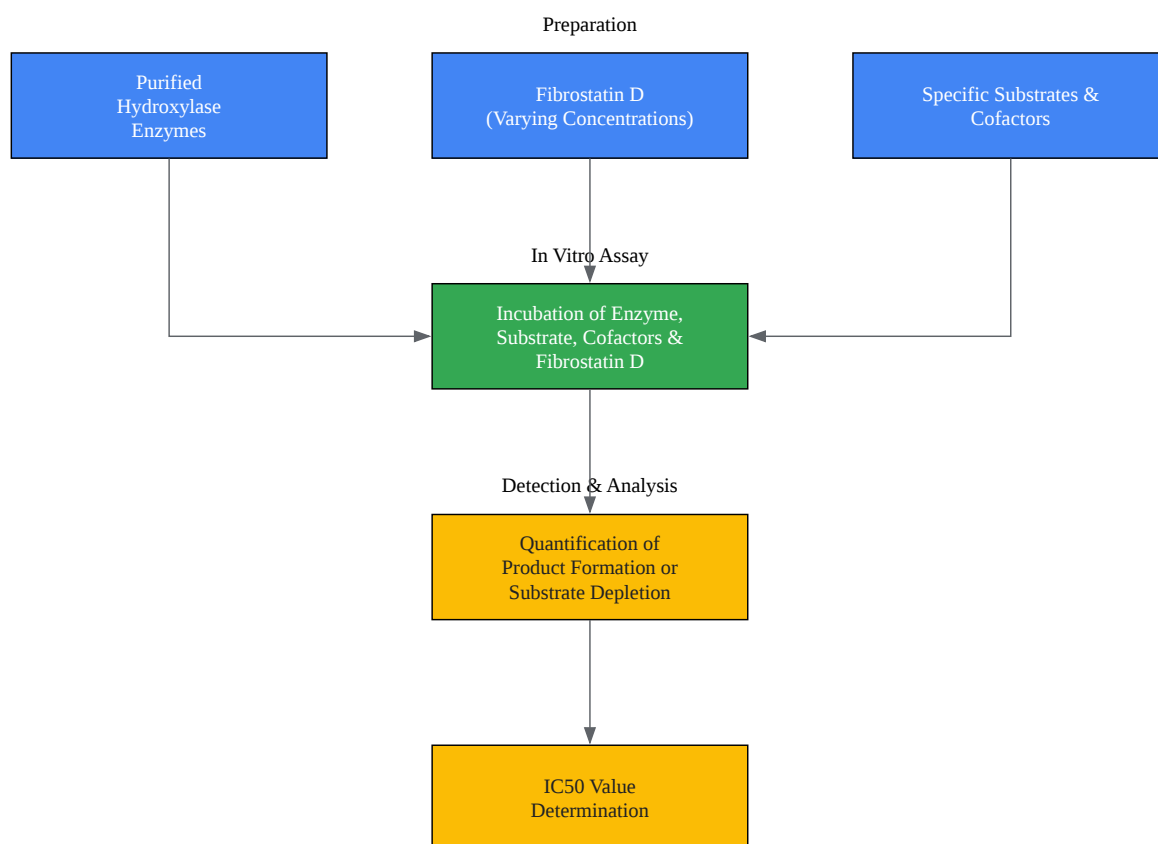 Preparation
Purified
Hydroxylase
Enzymes
Fibrostatin D
(Varying Concentrations)
Specific Substrates &
Cofactors
In Vitro Assay
Incubation of Enzyme,
Substrate, Cofactors &
Fibrostatin D
Detection & Analysis
Quantification of
Product Formation or
Substrate Depletion
IC50 Value
Determination